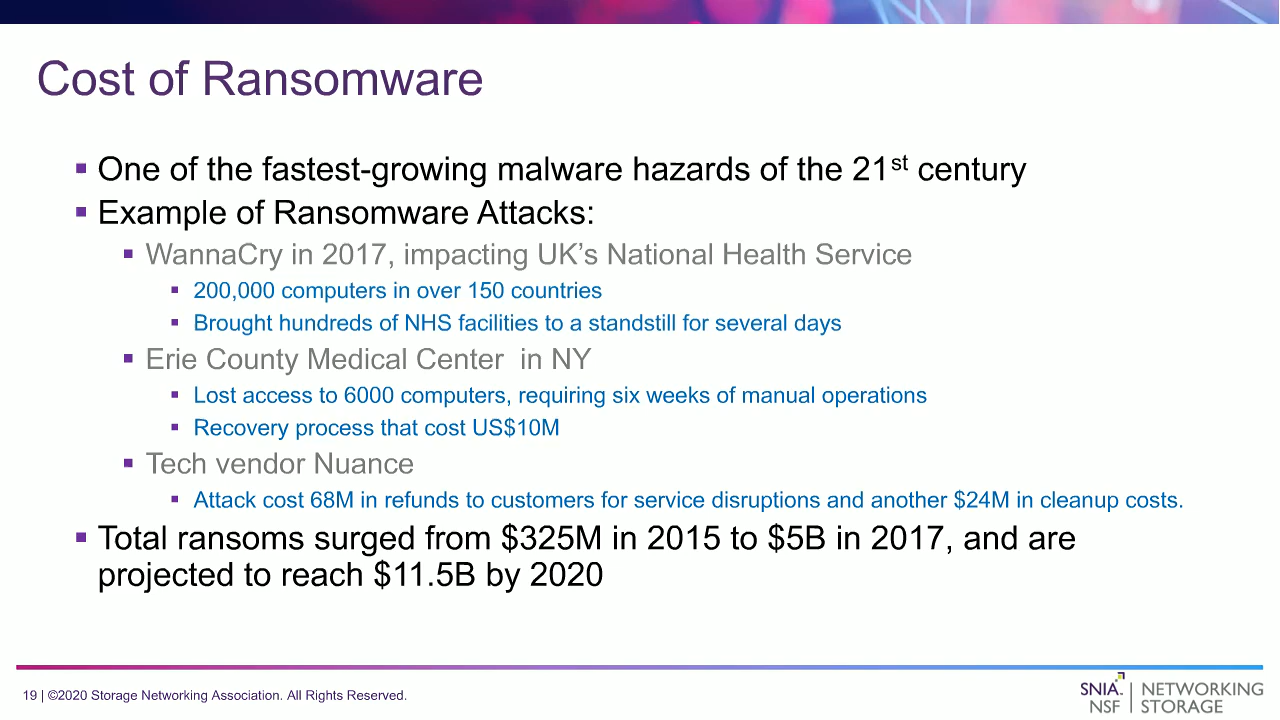 Cost of Ransomware
▪ One of the fastest-growing malware hazards of the 21st century
▪ Example of Ransomware Attacks:
▪ WannaCry in 2017, impacting UK’s National Health Service
▪ 200,000 computers in over 150 countries
▪ Brought hundreds of NHS facilities to a standstill for several days
▪ Erie County Medical Center  in NY
▪ Lost access to 6000 computers, requiring six weeks of manual operations
▪ Recovery process that cost US$10M
▪ Tech vendor Nuance
▪ Attack cost 68M in refunds to customers for service disruptions and another $24M in cleanup costs.
▪ Total ransoms surged from $325M in 2015 to $5B in 2017, and are
projected to reach $11.5B by 2020
19 | ©2020 Storage Networking Association. All Rights Reserved.
SNIA. | NETWORKING
NSF | STORAGE